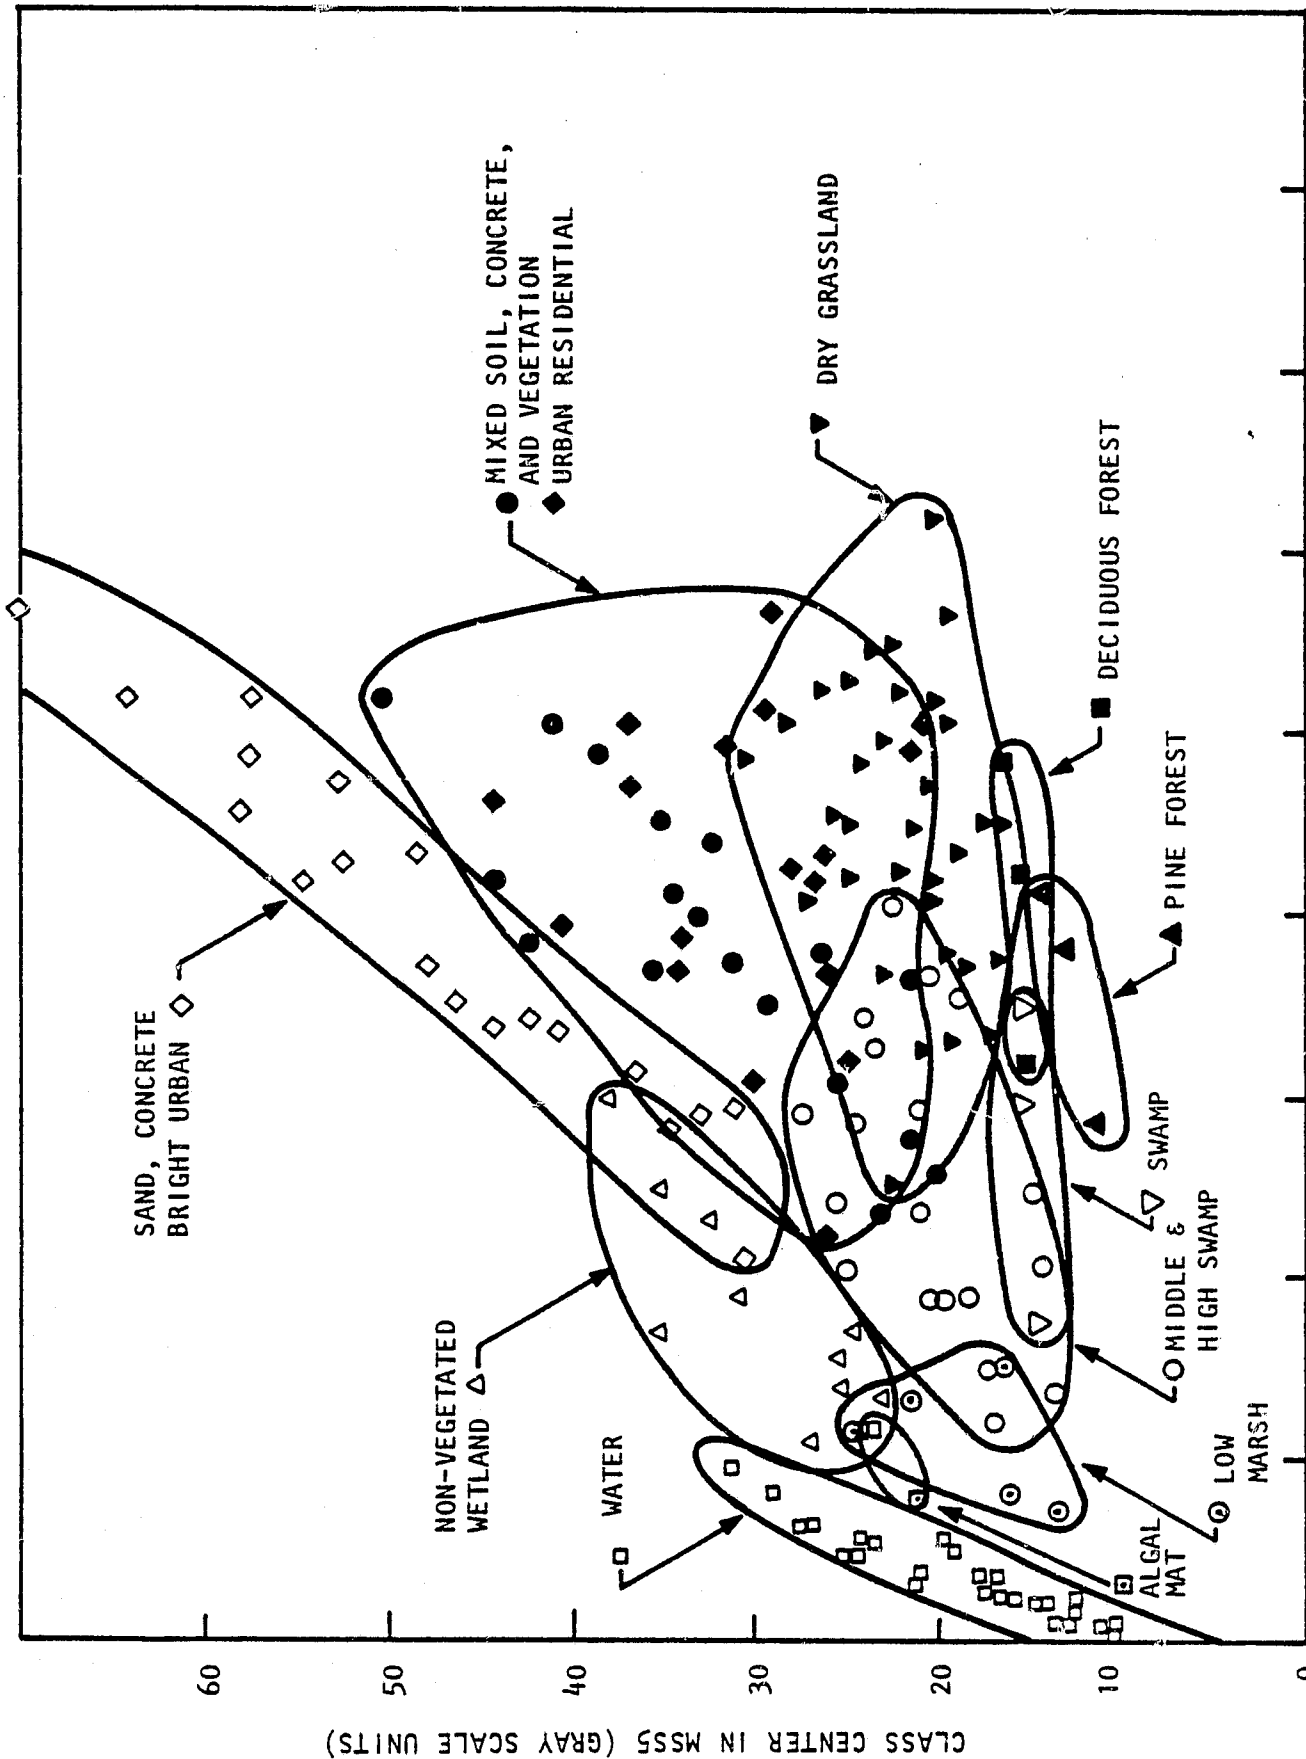 SAND, CONCRETE
BRIGHT URBAN
NON-VEGETATED
WETLAND
WATER
MIXED SOIL, CONCRETE,
AND VEGETATION
URBAN RESIDENTIAL
DRY GRASSLAND
DECIDUOUS FOREST
PINE FOREST
SWAMP
MIDDLE &
HIGH SWAMP
LOW
MARSH
ALGAL
MAT
CLASS CENTER IN MSS5 (GRAY SCALE UNITS)
60
50
40
30
20
10
0